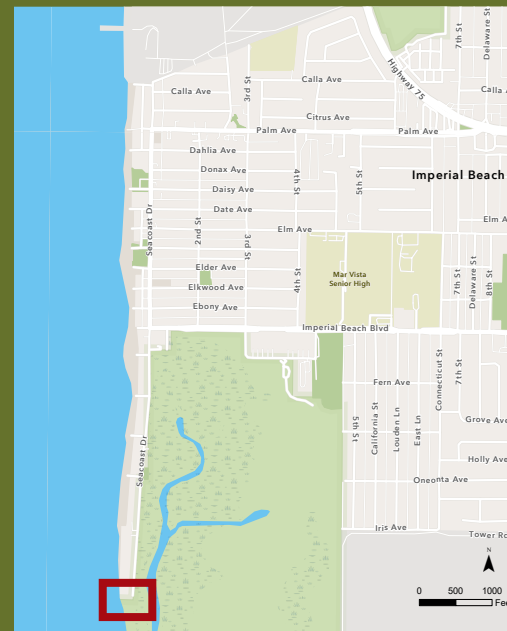 7th St
Delaware St
Highway 75
3rd St
Calla Ave
Calla Ave
Calla
Citrus Ave
Palm Ave
Palm Ave
Dahlia Ave
Donax Ave
4th St
5th St
Imperial Beach
Daisy Ave
Date Ave
Seacoast Dr
2nd St
3rd St
Elm Ave
Elm A
Elder Ave
4th St
Mar Vista
Senior High
7th St
Delaware St
8th St
Elkwood Ave
Ebony Ave
Imperial Beach Blvd
Fern Ave
Connecticut St
7th St
5th St
California St
Louden Ln
East Ln
Grove Ave
Seacoast Dr
Holly Ave
Oneonta Ave
Iris Ave
Tower Ro
N
0 500 1000
Fee